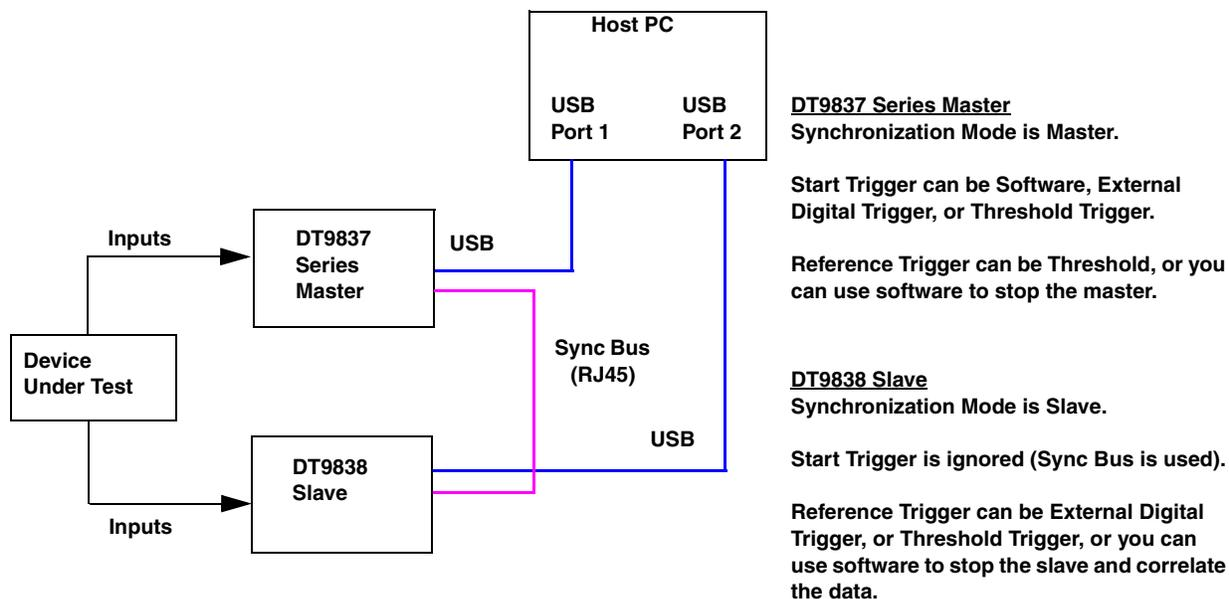 Host PC
USB
Port 1
USB
Port 2
DT9837
Series
Master
USB
Inputs
Device
Under Test
Sync Bus
(RJ45)
USB
DT9838
Slave
Inputs
DT9837 Series Master
Synchronization Mode is Master.
Start Trigger can be Software, External
Digital Trigger, or Threshold Trigger.
Reference Trigger can be Threshold, or you
can use software to stop the master.
DT9838 Slave
Synchronization Mode is Slave.
Start Trigger is ignored (Sync Bus is used).
Reference Trigger can be External Digital
Trigger, or Threshold Trigger, or you can
use software to stop the slave and correlate
the data.